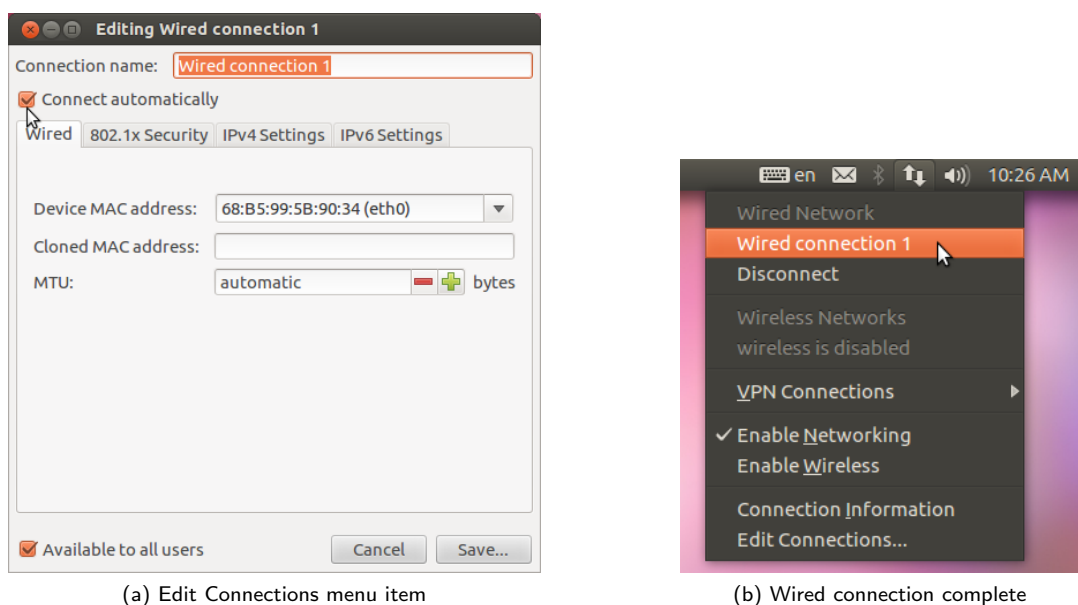 Editing Wired connection 1
Connection name: Wired connection 1
Connect automatically
Wired 802.1x Security IPv4 Settings IPv6 Settings
Device MAC address: 68:B5:99:5B:90:34 (eth0)
Cloned MAC address:
MTU: automatic bytes
Available to all users Cancel Save...
(a) Edit Connections menu item
en 10:26 AM
Wired Network
Wired connection 1
Disconnect
Wireless Networks
wireless is disabled
VPN Connections
Enable Networking
Enable Wireless
Connection Information
Edit Connections...
(b) Wired connection complete